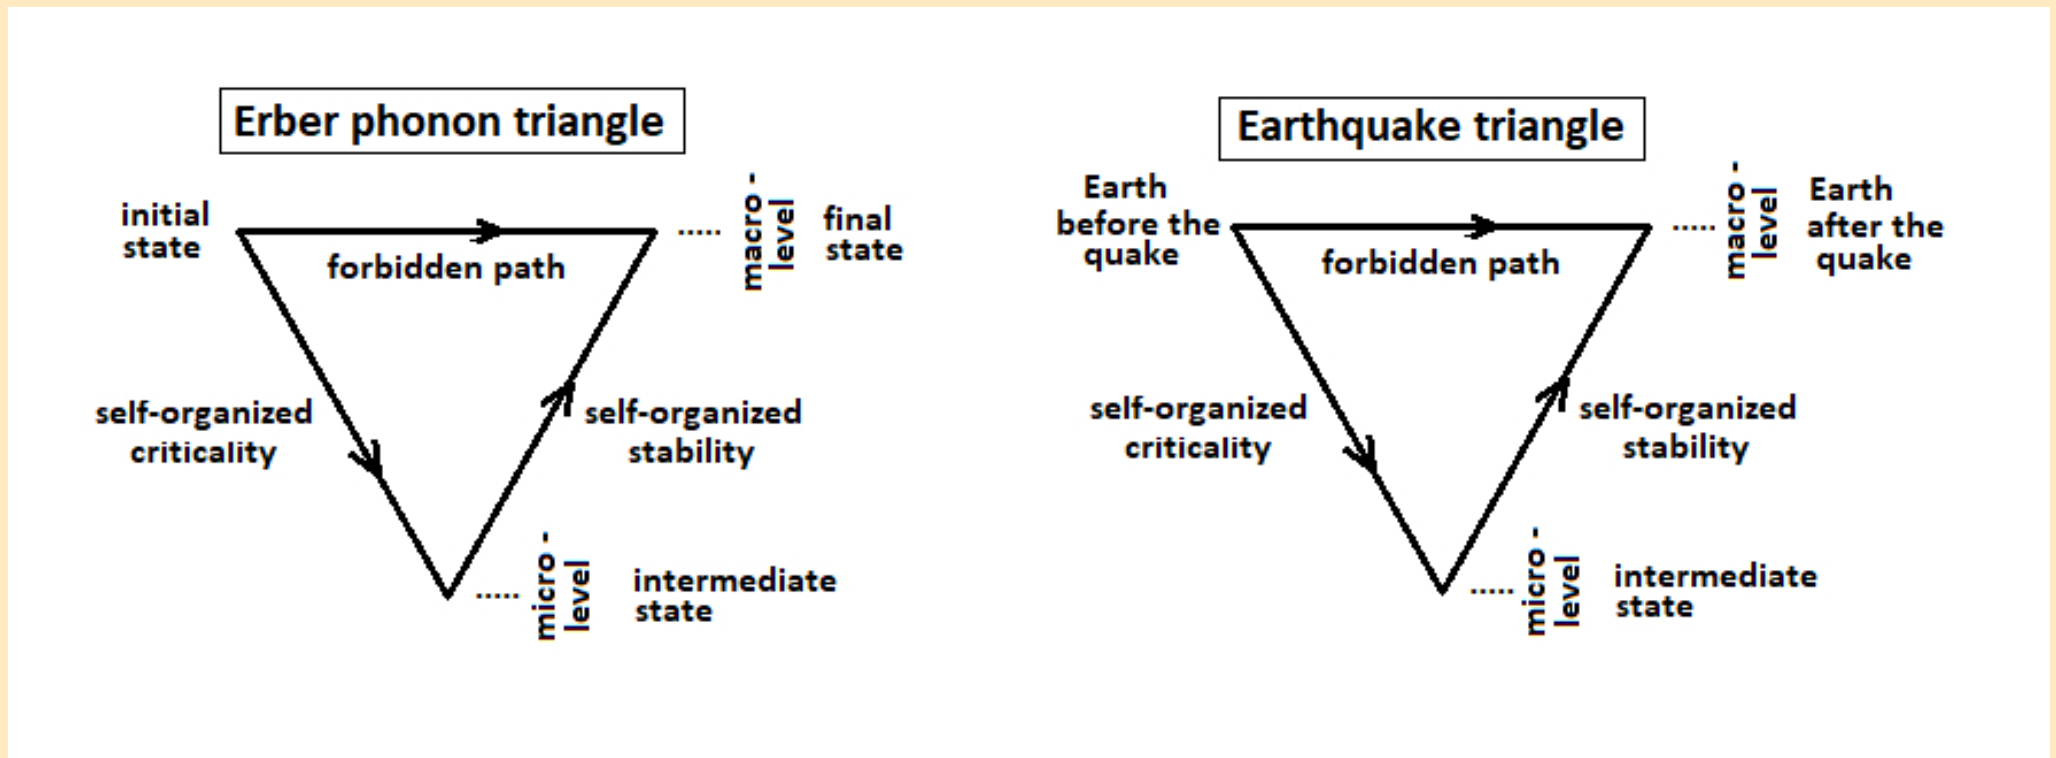 Erber phonon triangle
initial
state
forbidden path
macro -
level
final
state
self-organized
criticality
self-organized
stability
micro -
level
intermediate
state
Earthquake triangle
Earth
before the
quake
forbidden path
macro -
level
Earth
after the
quake
self-organized
criticality
self-organized
stability
micro -
level
intermediate
state